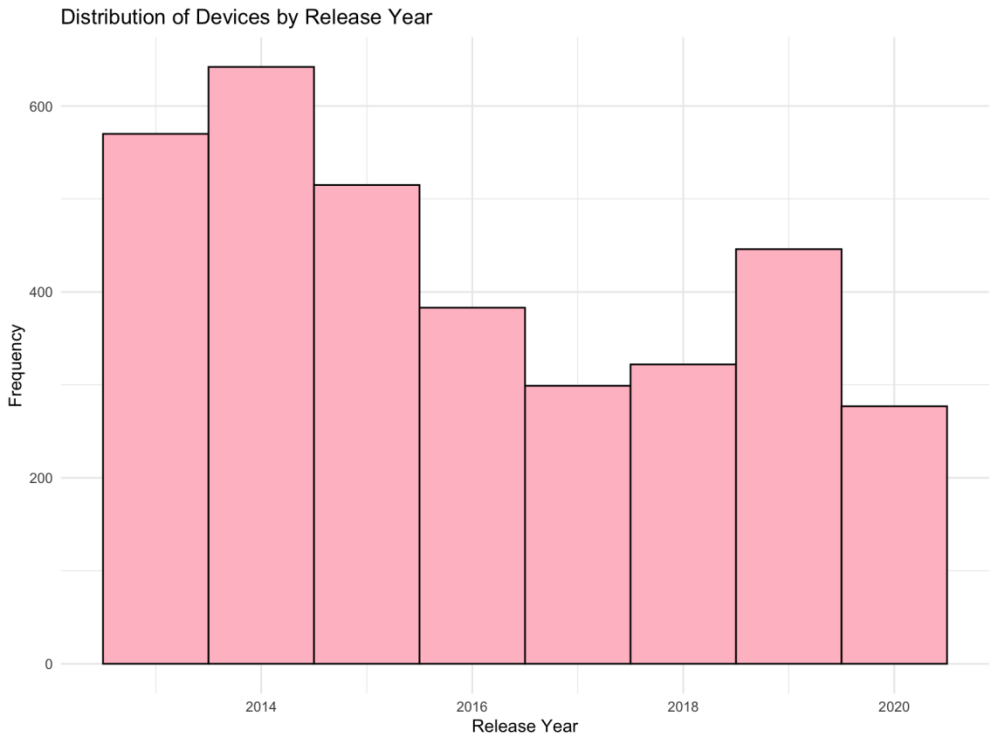 Distribution of Devices by Release Year
600
400
200
0
Frequency
2014 2016 2018 2020
Release Year